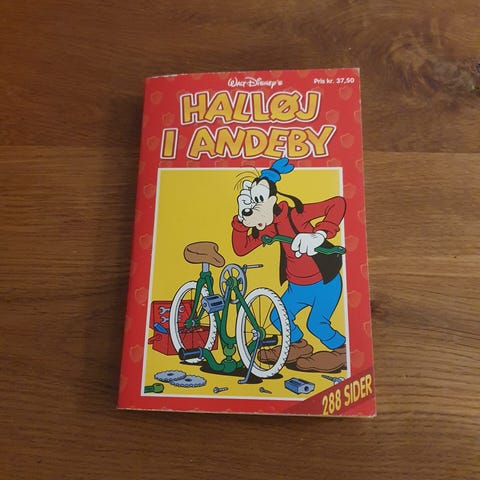 Walt Disney's
Pris kr. 37,50
HALLØJ
I ANDEBY
288 SIDER